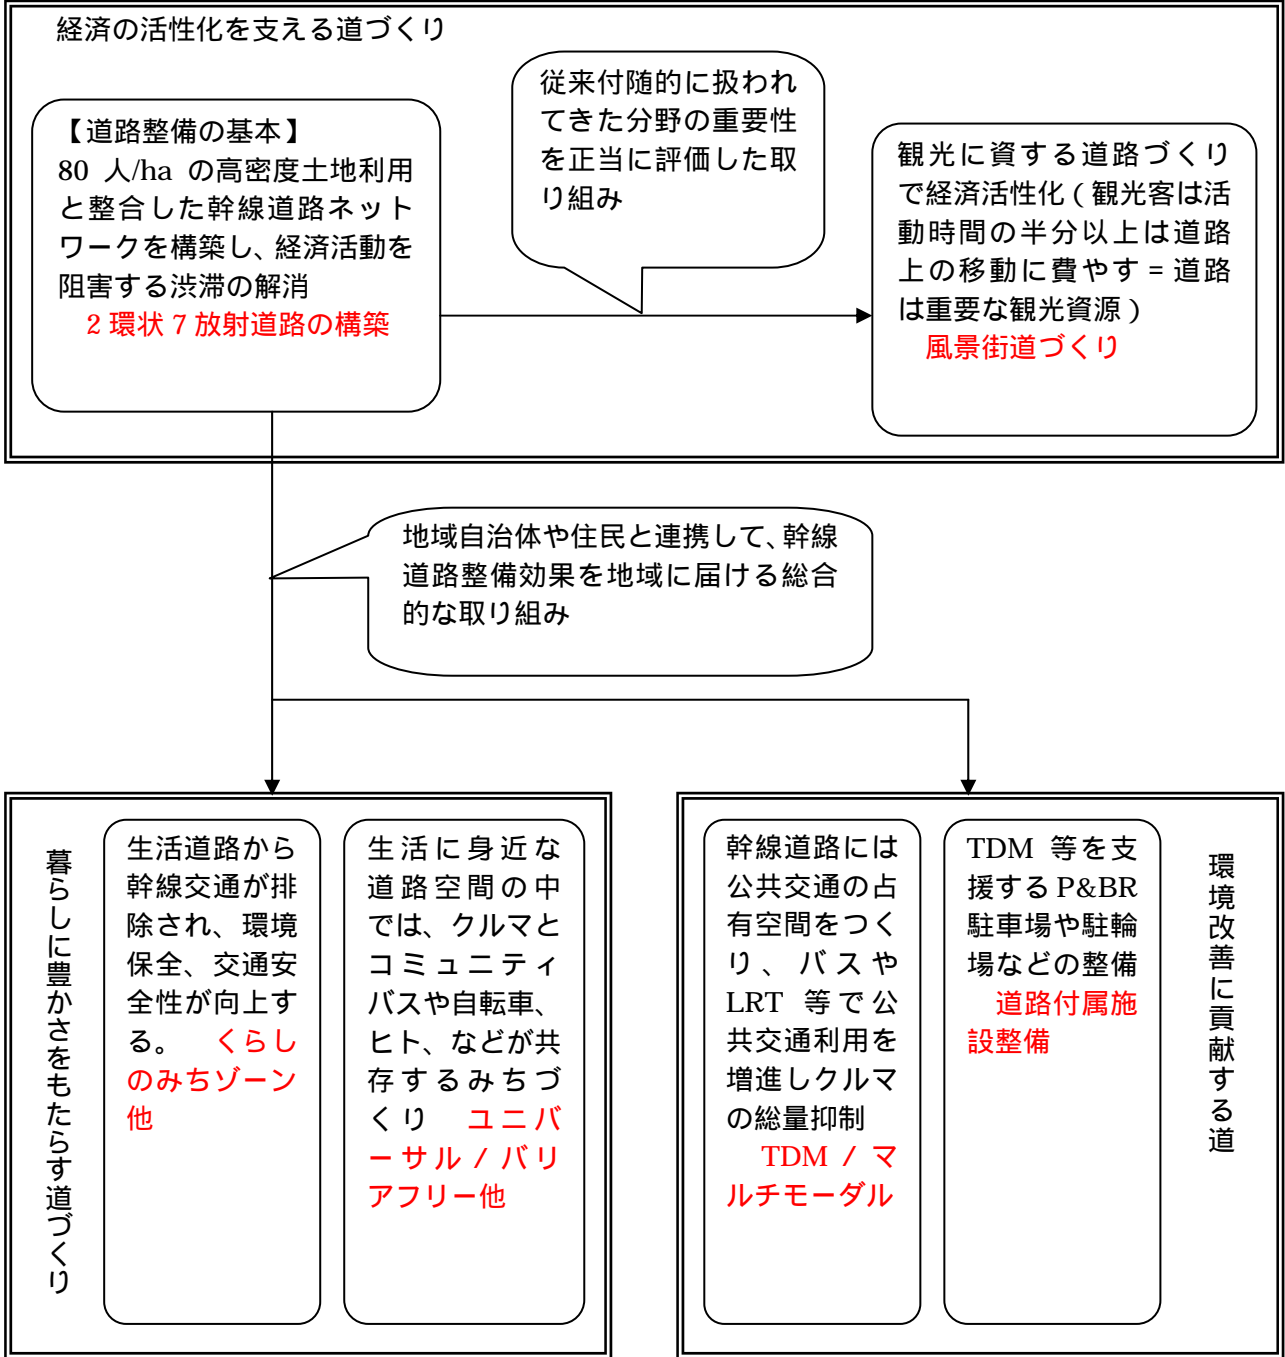 経済の活性化を支える道づくり
【道路整備の基本】
80 人/ha の高密度土地利用
と整合した幹線道路ネット
ワークを構築し、経済活動を
阻害する渋滞の解消
2 環状 7 放射道路の構築
従来付随的に扱われ
てきた分野の重要性
を正当に評価した取
り組み
観光に資する道路づくり
で経済活性化（観光客は活
動時間の半分以上は道路
上の移動に費やす＝道路
は重要な観光資源）
風景街道づくり
地域自治体や住民と連携して、幹線
道路整備効果を地域に届ける総合
的な取り組み
暮らしに豊かさをもたらす道づくり
生活道路から
幹線交通が排
除され、環境
保全、交通安
全性が向上す
る。　くらし
のみちゾーン
他
生活に身近な
道路空間の中
では、クルマと
コミュニティ
バスや自転車、
ヒト、などが共
存するみちづ
くり　ユニバ
ーサル／バリ
アフリー他
幹線道路には
公共交通の占
有空間をつく
り、バスや
LRT 等で公
共交通利用を
増進しクルマ
の総量抑制
TDM／マ
ルチモーダル
TDM 等を支
援する P&BR
駐車場や駐輪
場などの整備
道路付属施
設整備
環境改善に貢献する道